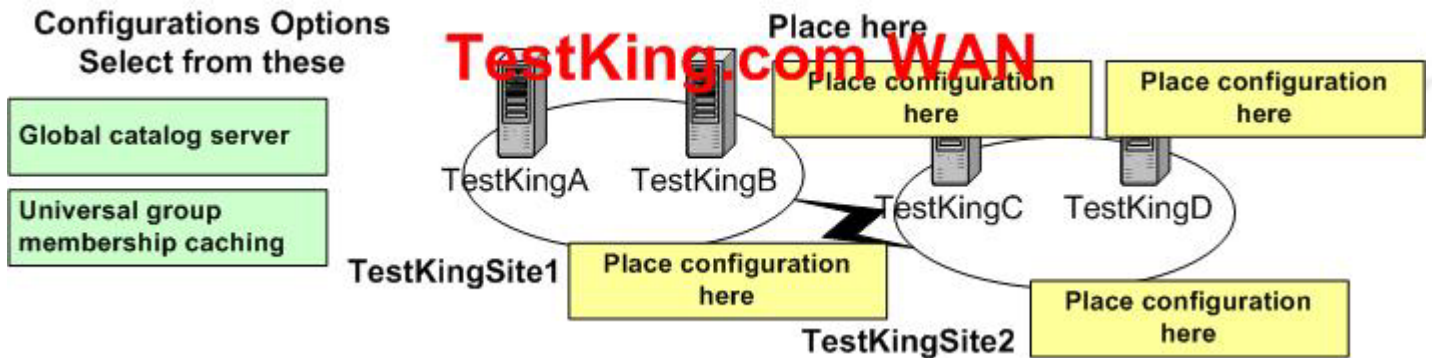 Configurations Options
Select from these
Global catalog server
Universal group
membership caching
TestKing.com WAN
Place here
Place configuration
here
Place configuration
here
TestKingA
TestKingB
TestKingC
TestKingD
TestKingSite1
Place configuration
here
TestKingSite2
Place configuration
here